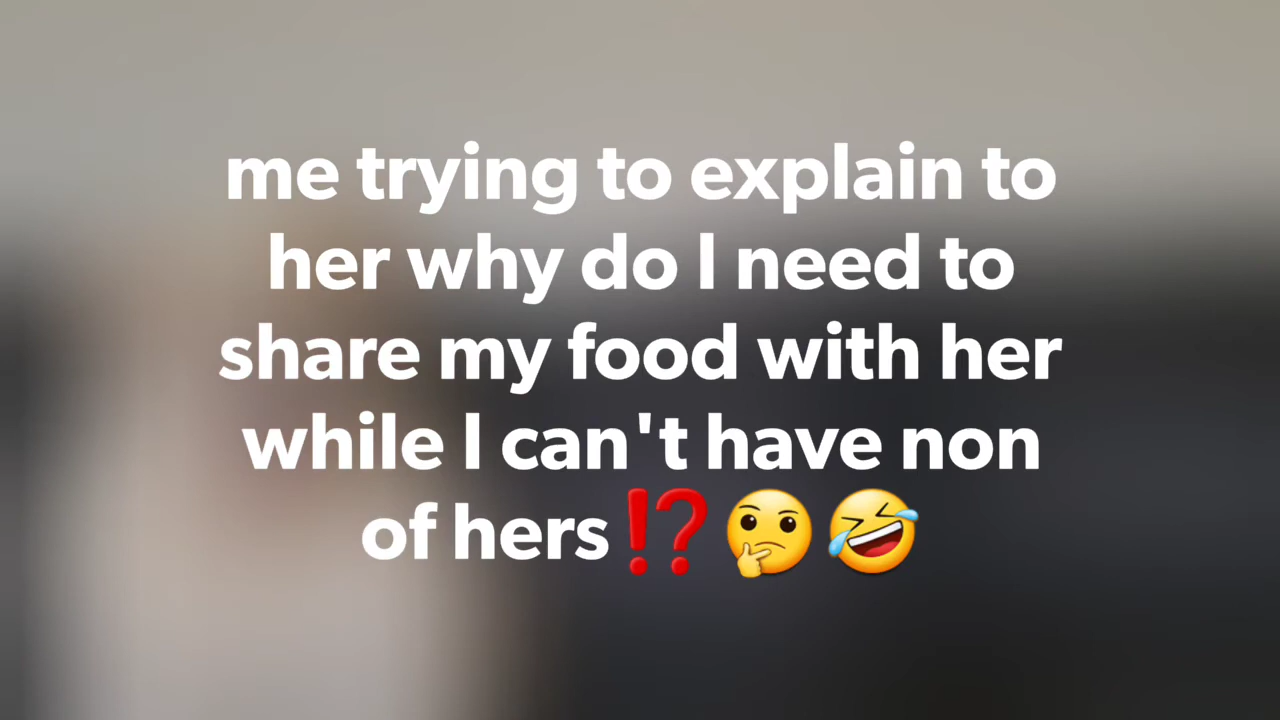 me trying to explain to
her why do I need to
share my food with her
while I can't have non
of hers⁉️🤔🤣